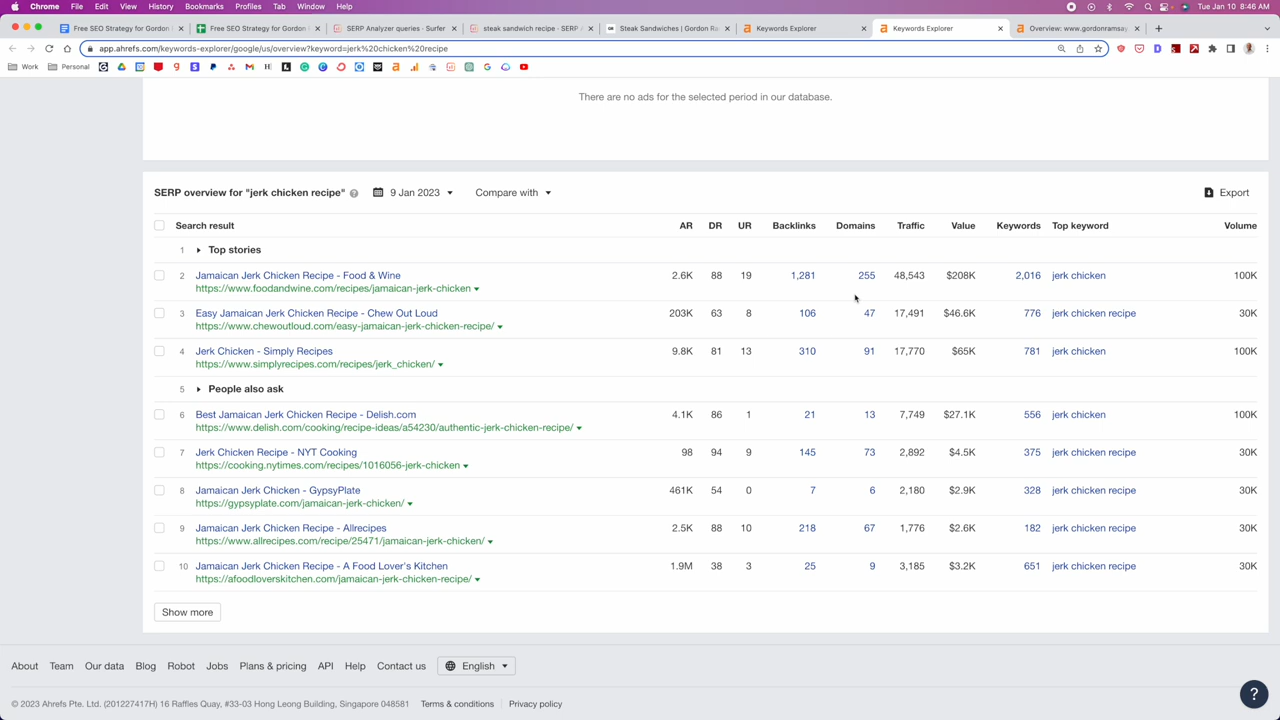 Chrome File Edit View History Bookmarks Profiles Tab Window Help Tue Jan 10 8:46 AM
Free SEO Strategy for Gordon Free SEO Strategy for Gordon SERP Analyzer queries - Surfer steak sandwich recipe - SERP Steak Sandwiches | Gordon Ra Keywords Explorer Keywords Explorer Overview: www.gordonramsay
app.ahrefs.com/keywords-explorer/google/us/overview?keyword=jerk%20chicken%20recipe
Work Personal
There are no ads for the selected period in our database.
SERP overview for "jerk chicken recipe" ? 9 Jan 2023 Compare with Export
Search result AR DR UR Backlinks Domains Traffic Value Keywords Top keyword Volume
1 Top stories
2 Jamaican Jerk Chicken Recipe - Food & Wine 2.6K 88 19 1,281 255 48,543 $208K 2,016 jerk chicken 100K
https://www.foodandwine.com/recipes/jamaican-jerk-chicken
3 Easy Jamaican Jerk Chicken Recipe - Chew Out Loud 203K 63 8 106 47 17,491 $46.6K 776 jerk chicken recipe 30K
https://www.chewoutloud.com/easy-jamaican-jerk-chicken-recipe/
4 Jerk Chicken - Simply Recipes 9.8K 81 13 310 91 17,770 $65K 781 jerk chicken 100K
https://www.simplyrecipes.com/recipes/jerk_chicken/
5 People also ask
6 Best Jamaican Jerk Chicken Recipe - Delish.com 4.1K 86 1 21 13 7,749 $27.1K 556 jerk chicken 100K
https://www.delish.com/cooking/recipe-ideas/a54230/authentic-jerk-chicken-recipe/
7 Jerk Chicken Recipe - NYT Cooking 98 94 9 145 73 2,892 $4.5K 375 jerk chicken recipe 30K
https://cooking.nytimes.com/recipes/1016056-jerk-chicken
8 Jamaican Jerk Chicken - GypsyPlate 461K 54 0 7 6 2,180 $2.9K 328 jerk chicken recipe 30K
https://gypsyplate.com/jamaican-jerk-chicken/
9 Jamaican Jerk Chicken Recipe - Allrecipes 2.5K 88 10 218 67 1,776 $2.6K 182 jerk chicken recipe 30K
https://www.allrecipes.com/recipe/25471/jamaican-jerk-chicken/
10 Jamaican Jerk Chicken Recipe - A Food Lover's Kitchen 1.9M 38 3 25 9 3,185 $3.2K 651 jerk chicken recipe 30K
https://afoodloverskitchen.com/jamaican-jerk-chicken-recipe/
Show more
About Team Our data Blog Robot Jobs Plans & pricing API Help Contact us English
?
© 2023 Ahrefs Pte. Ltd. (201227417H) 16 Raffles Quay, #33-03 Hong Leong Building, Singapore 048581 Terms & conditions Privacy policy